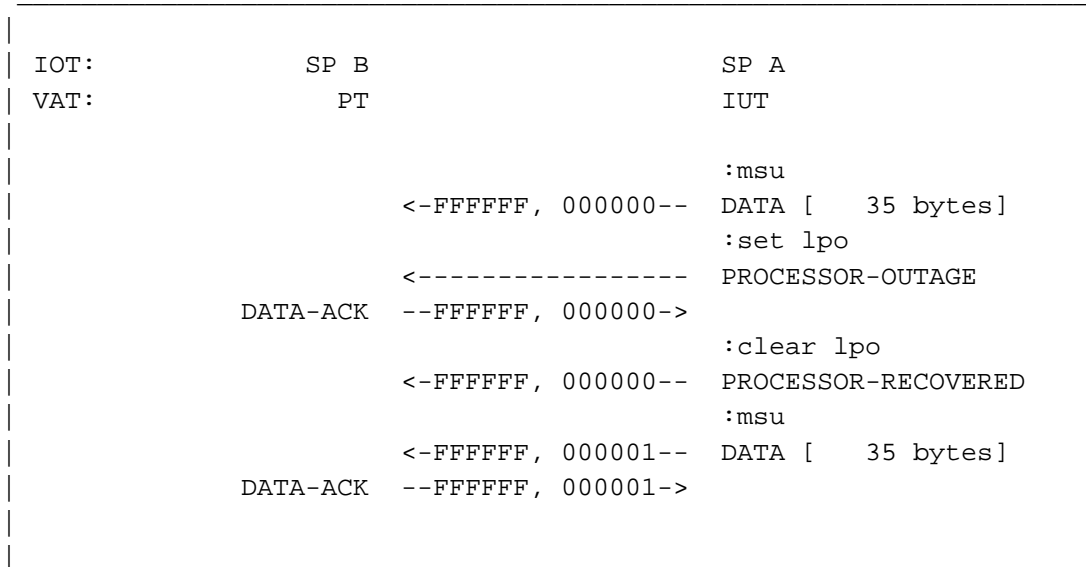 IOT: SP B SP A
VAT: PT IUT
:msu
<-FFFFFF, 000000-- DATA [ 35 bytes]
:set lpo
<----------------- PROCESSOR-OUTAGE
DATA-ACK --FFFFFF, 000000->
:clear lpo
<-FFFFFF, 000000-- PROCESSOR-RECOVERED
:msu
<-FFFFFF, 000001-- DATA [ 35 bytes]
DATA-ACK --FFFFFF, 000001->